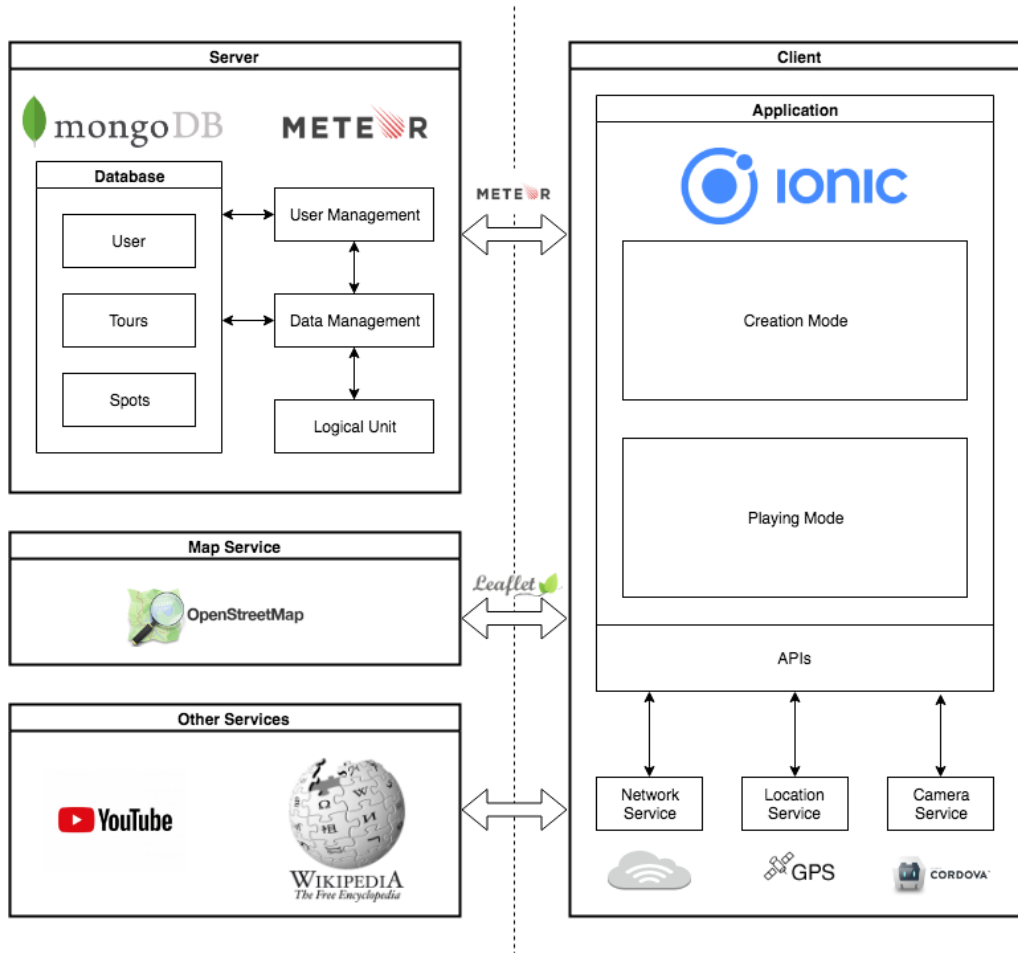 Server
mongoDB
METEOR
Database
User
Tours
Spots
User Management
Data Management
Logical Unit
METEOR
Client
Application
ionic
Creation Mode
Playing Mode
APIs
Map Service
OpenStreetMap
Leaflet
Other Services
YouTube
WIKIPEDIA
The Free Encyclopedia
Network
Service
Location
Service
Camera
Service
GPS
CORDOVA